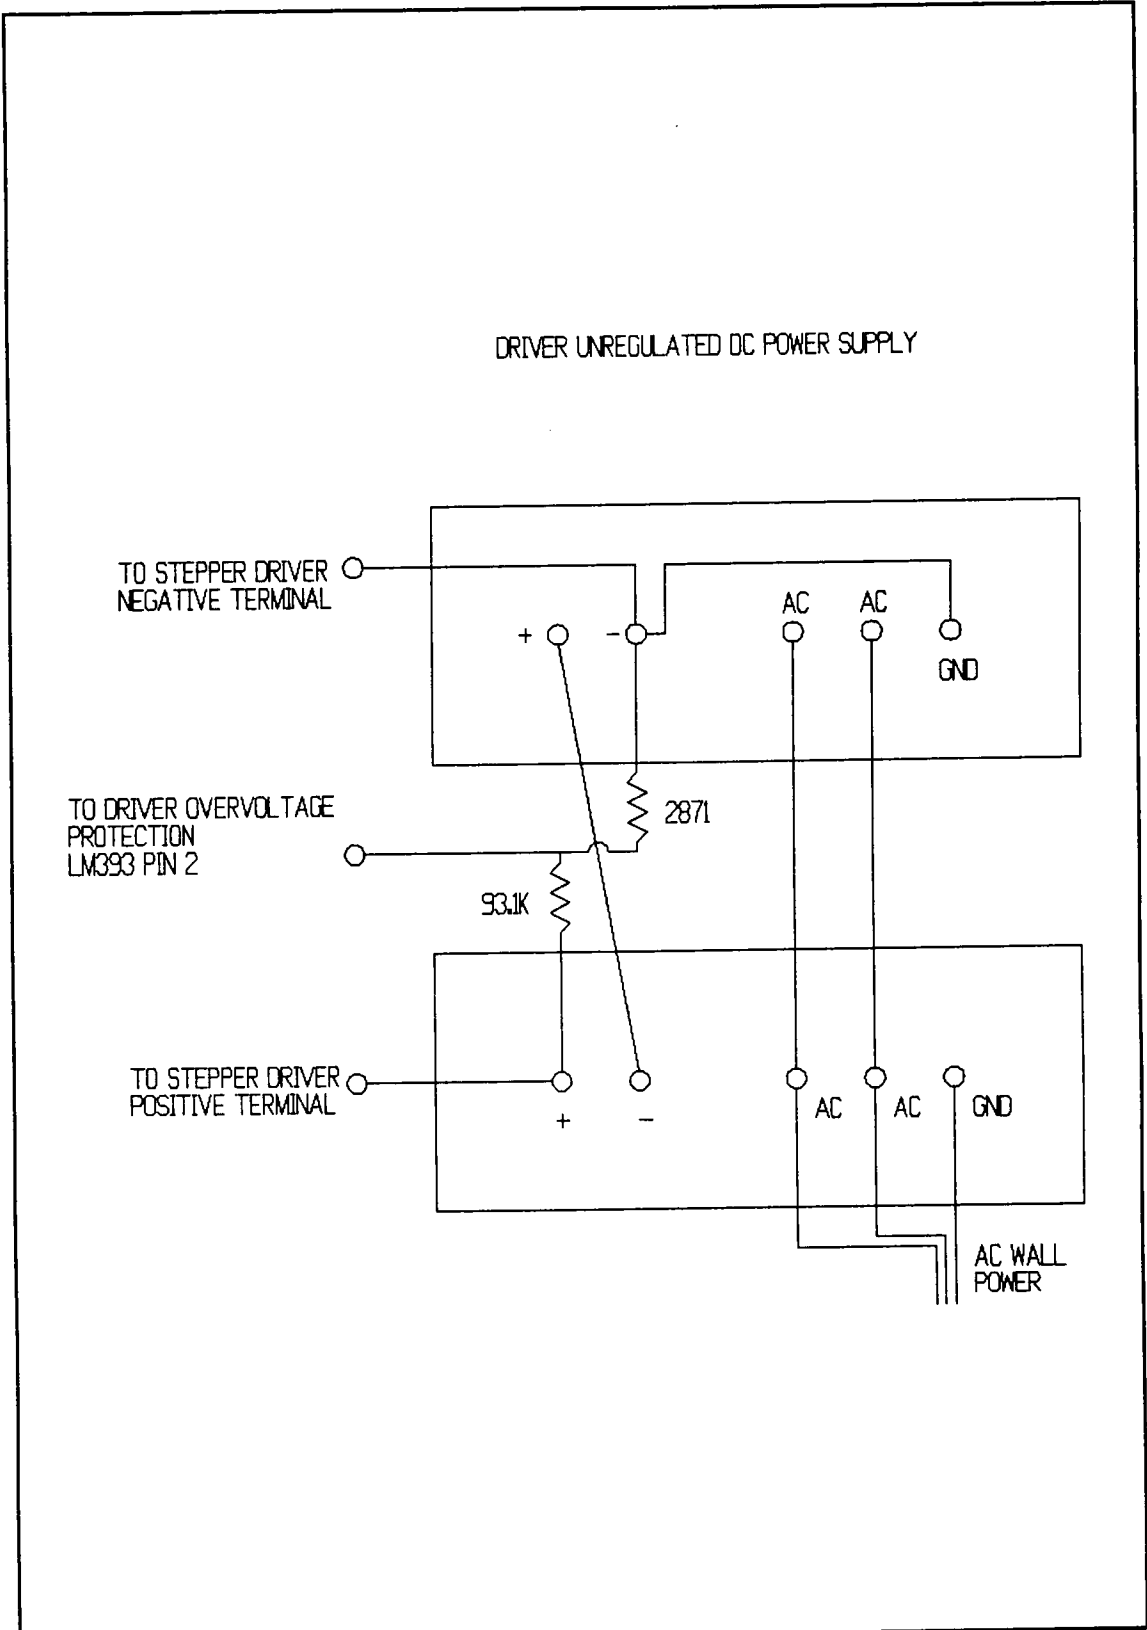 DRIVER UNREGULATED DC POWER SUPPLY
TO STEPPER DRIVER
NEGATIVE TERMINAL
AC AC
+ -
GND
TO DRIVER OVERVOLTAGE
PROTECTION
LM393 PIN 2
2871
93.1K
TO STEPPER DRIVER
POSITIVE TERMINAL
AC AC GND
+ -
AC WALL
POWER